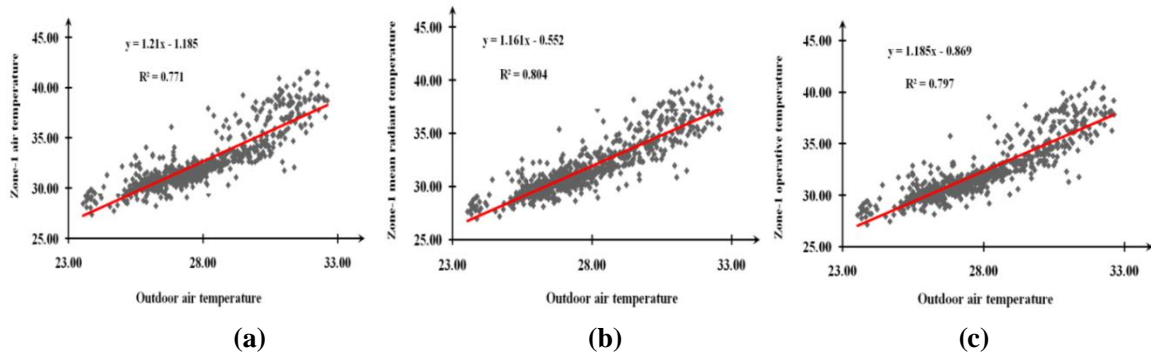 Zone-1 air temperature
45.00
40.00
35.00
30.00
25.00
y = 1.21x - 1.185
R² = 0.771
23.00 28.00 33.00
Outdoor air temperature
(a)
Zone-1 mean radiant temperature
45.00
40.00
35.00
30.00
25.00
y = 1.161x - 0.552
R² = 0.804
23.00 28.00 33.00
Outdoor air temperature
(b)
Zone-1 operative temperature
45.00
40.00
35.00
30.00
25.00
y = 1.185x - 0.869
R² = 0.797
23.00 28.00 33.00
Outdoor air temperature
(c)